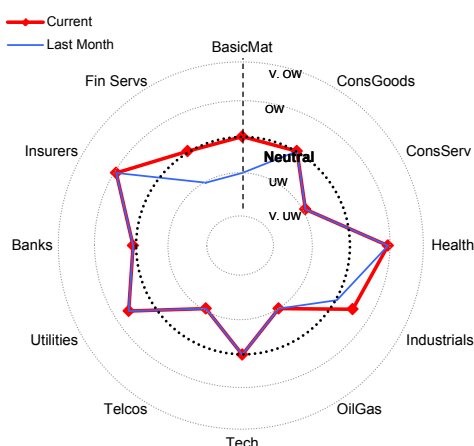 Current
Last Month
BasicMat
Fin Servs
V. OW
ConsGoods
OW
Insurers
Neutral
ConsServ
UW
V. UW
Banks
Health
Utilities
Industrials
Telcos
OilGas
Tech